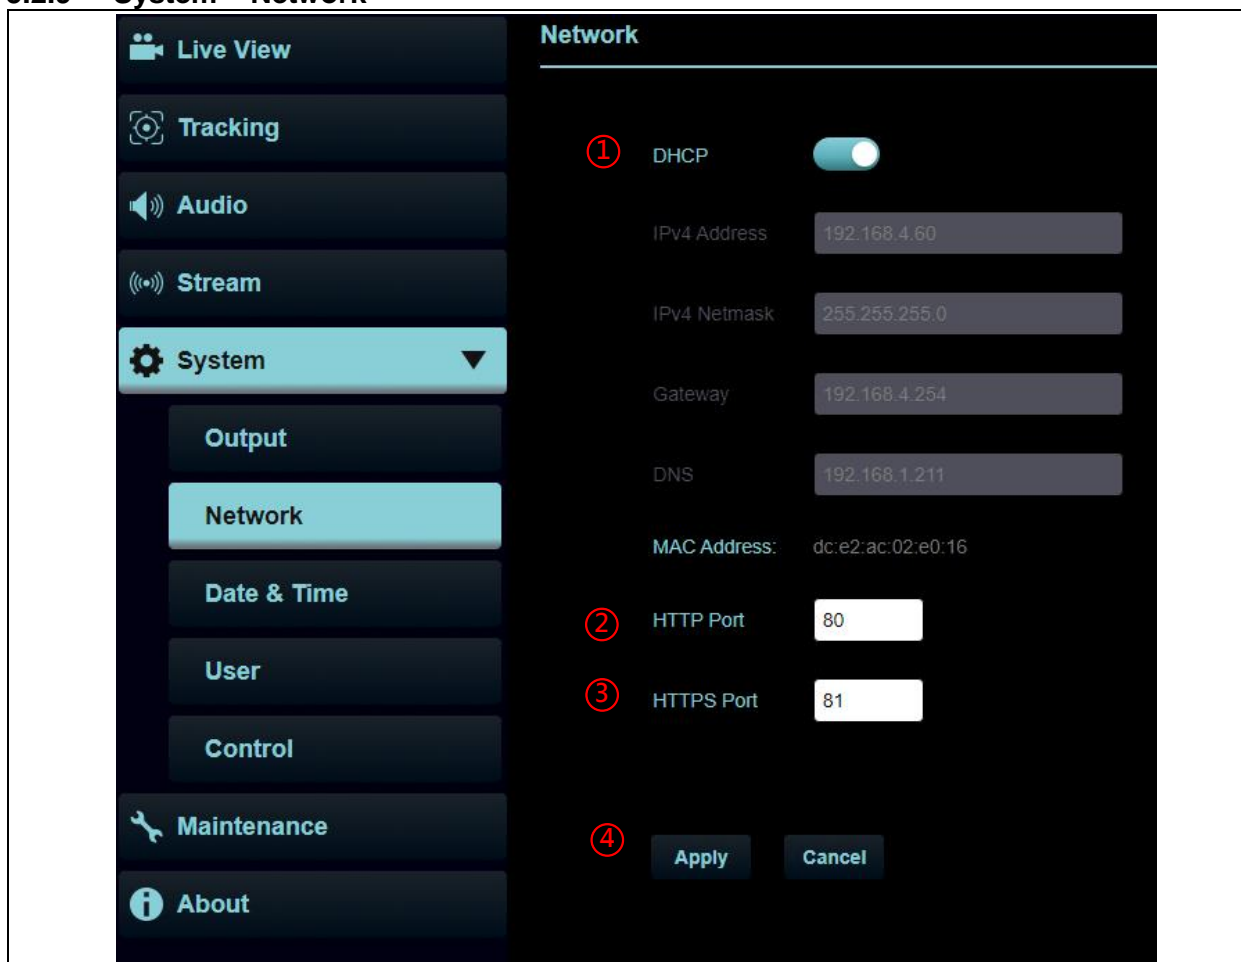 System
Network
Live View
Tracking
Audio
Stream
System
Output
Network
Date & Time
User
Control
Maintenance
About
Network
① DHCP
IPv4 Address 192.168.4.60
IPv4 Netmask 255.255.255.0
Gateway 192.168.4.254
DNS 192.168.1.211
MAC Address: dc:e2:ac:02:e0:16
② HTTP Port 80
③ HTTPS Port 81
④ Apply Cancel